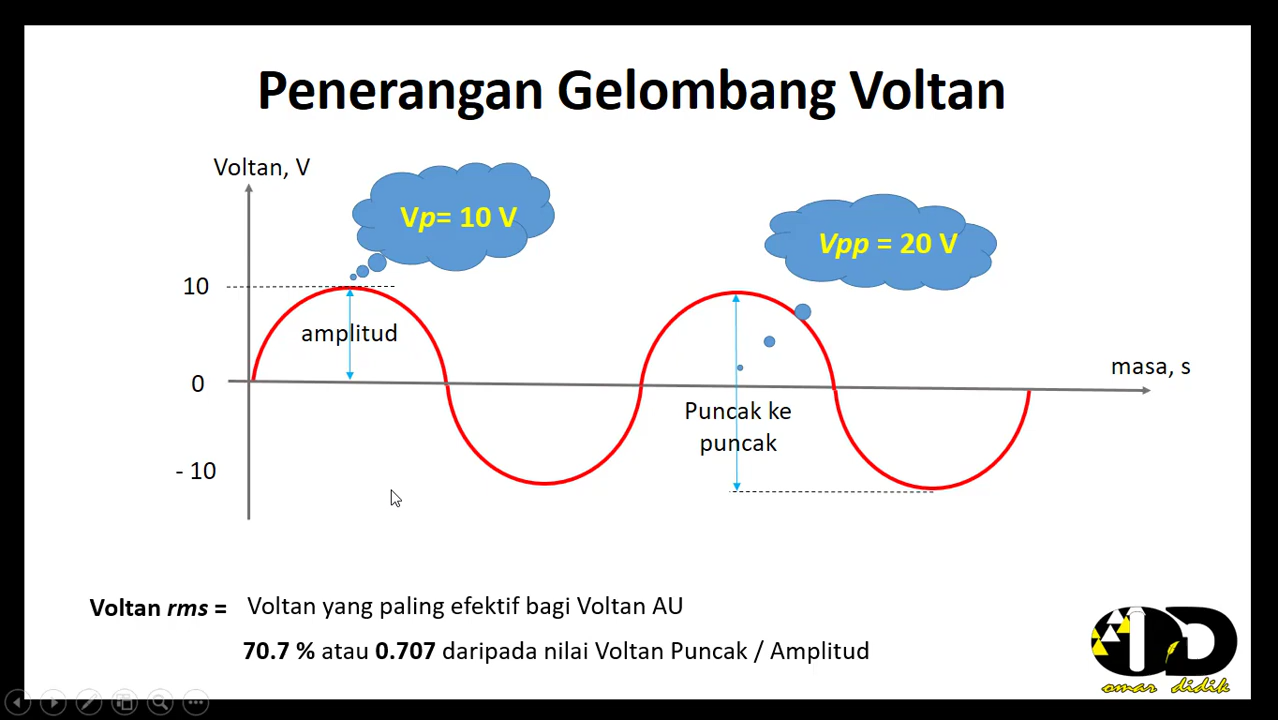 Penerangan Gelombang Voltan
Voltan, V
Vp= 10 V
Vpp = 20 V
10
amplitud
masa, s
0
Puncak ke
puncak
- 10
Voltan rms = Voltan yang paling efektif bagi Voltan AU
70.7 % atau 0.707 daripada nilai Voltan Puncak / Amplitud
OD
omar didik